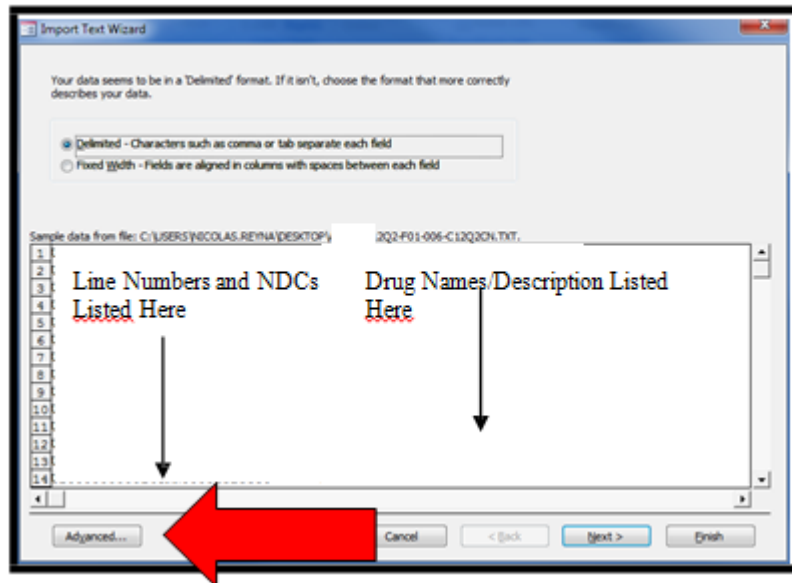 Import Text Wizard
Your data seems to be in a 'Delimited' format. If it isn't, choose the format that more correctly
describes your data.
Delimited - Characters such as comma or tab separate each field
Fixed Width - Fields are aligned in columns with spaces between each field
Sample data from file: C:\USERS\NICOLAS.REYNA\DESKTOP\ 12Q2-F01-006-C12Q2CN.TXT.
1
2
3
4
5
6
7
8
9
10
11
12
13
14
Line Numbers and NDCs
Listed Here
Drug Names/Description Listed
Here
Advanced... Cancel < Back Next > Finish